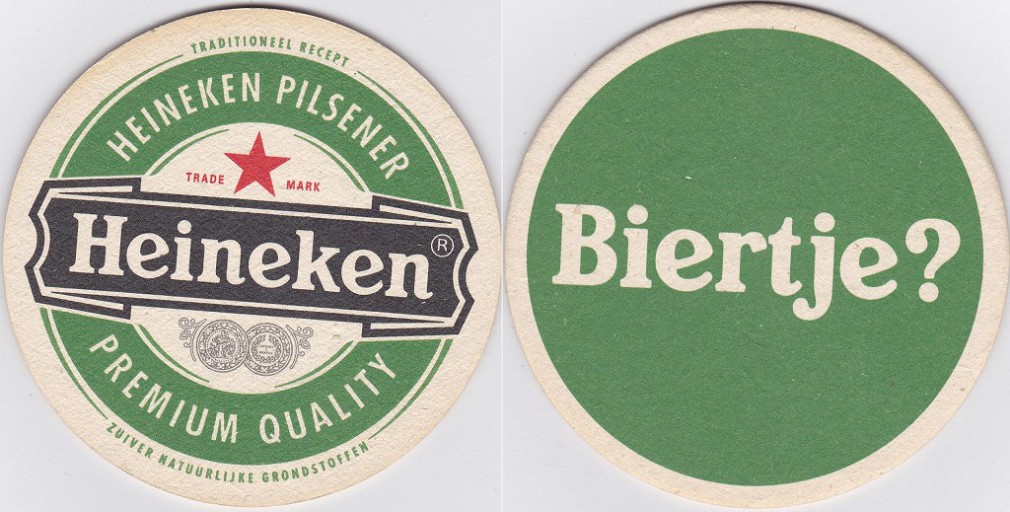 TRADITIONEEL RECEPT
HEINEKEN PILSENER
TRADE MARK
Heineken®
PREMIUM QUALITY
ZUIVER NATUURLIJKE GRONDSTOFFEN
Biertje?